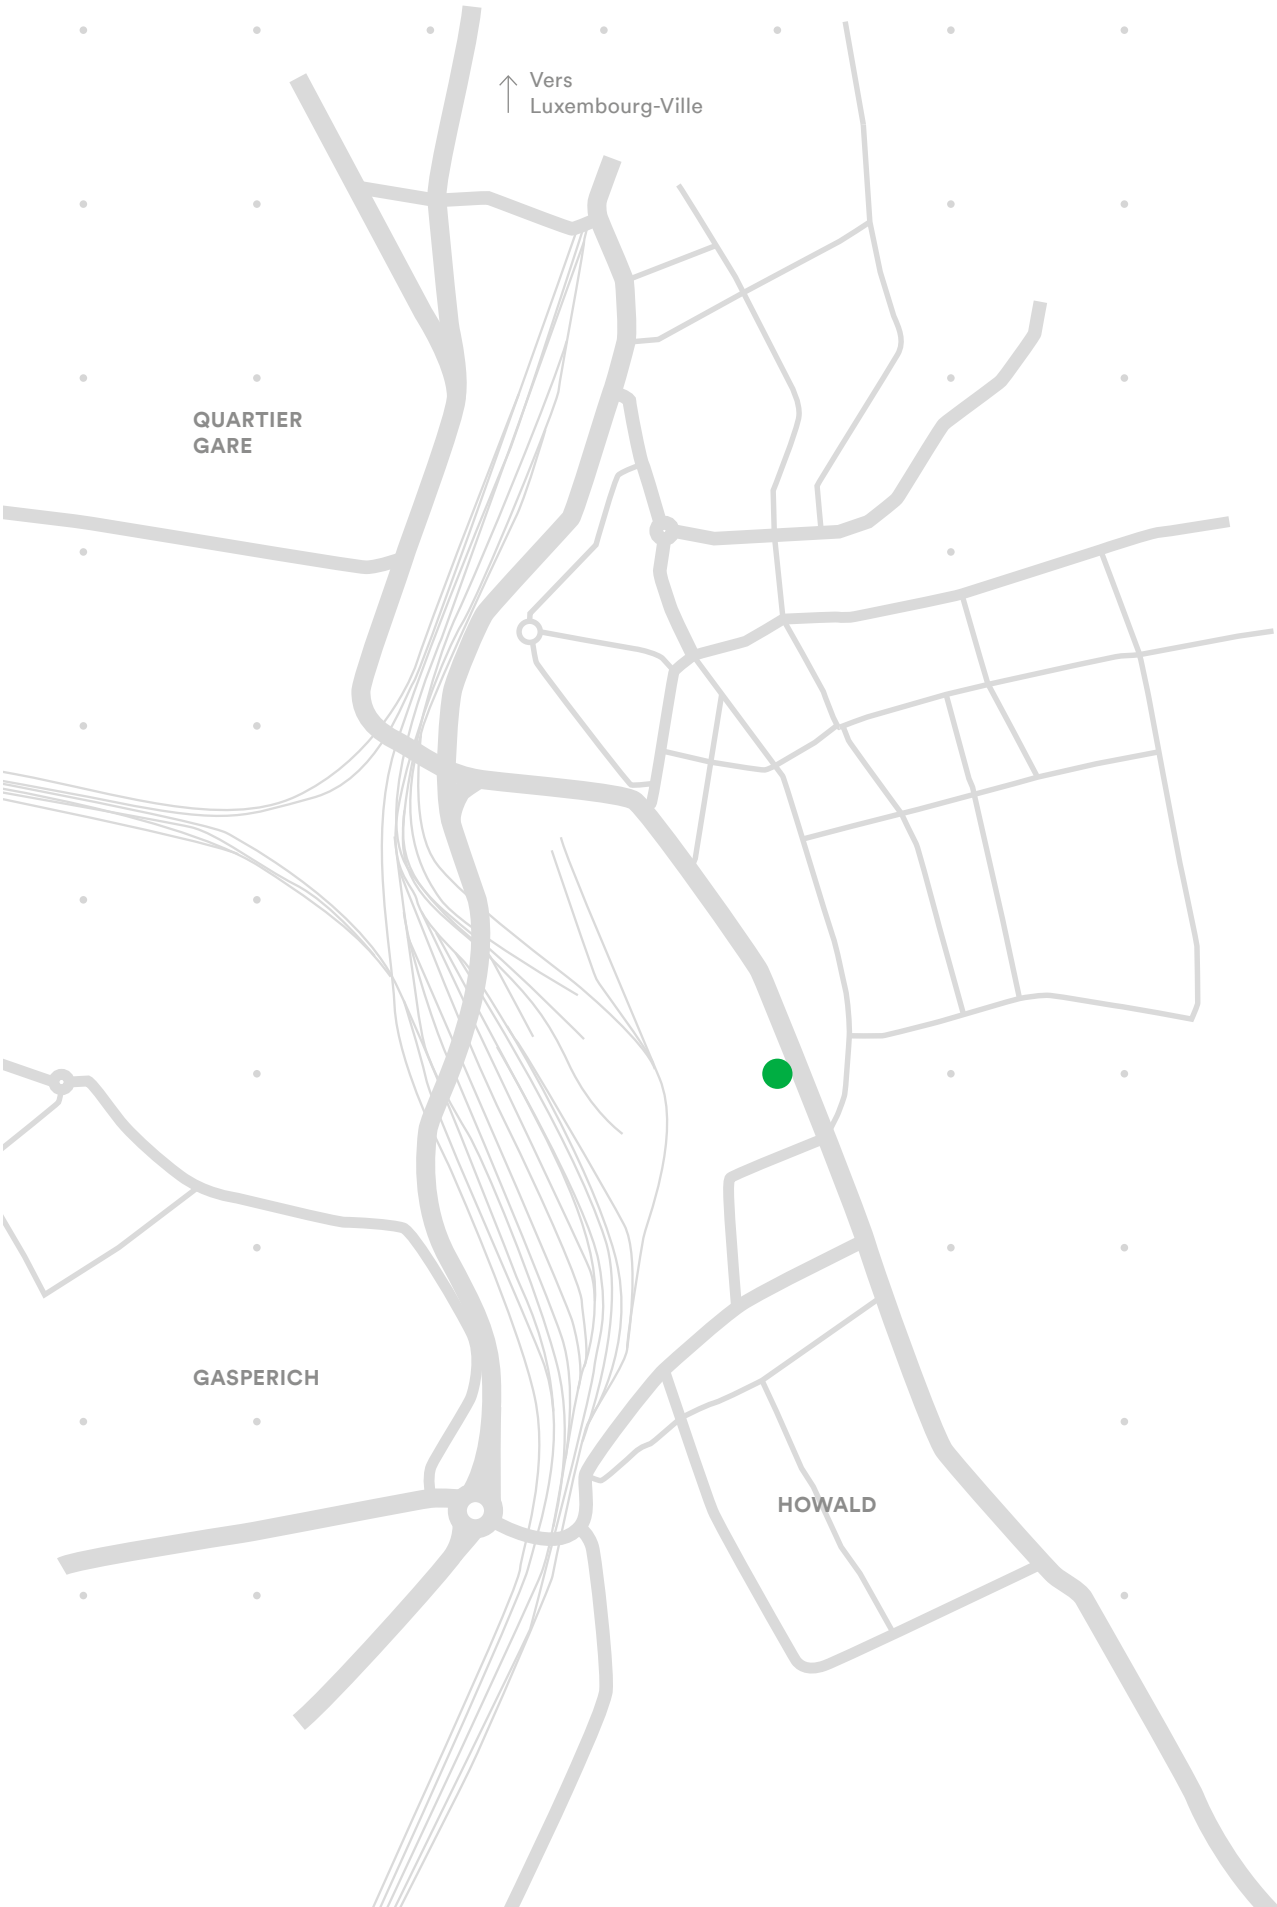 Vers
Luxembourg-Ville
QUARTIER
GARE
GASPERICH
HOWALD